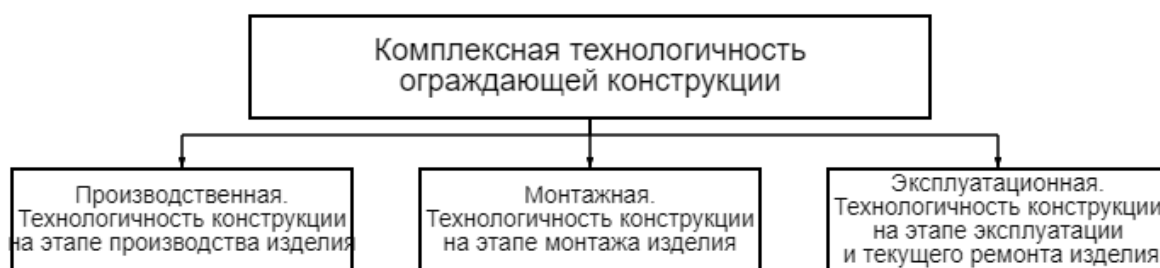 Комплексная технологичность
ограждающей конструкции
Производственная.
Технологичность конструкции
на этапе производства изделия
Монтажная.
Технологичность конструкции
на этапе монтажа изделия
Эксплуатационная.
Технологичность конструкции
на этапе эксплуатации
и текущего ремонта изделия